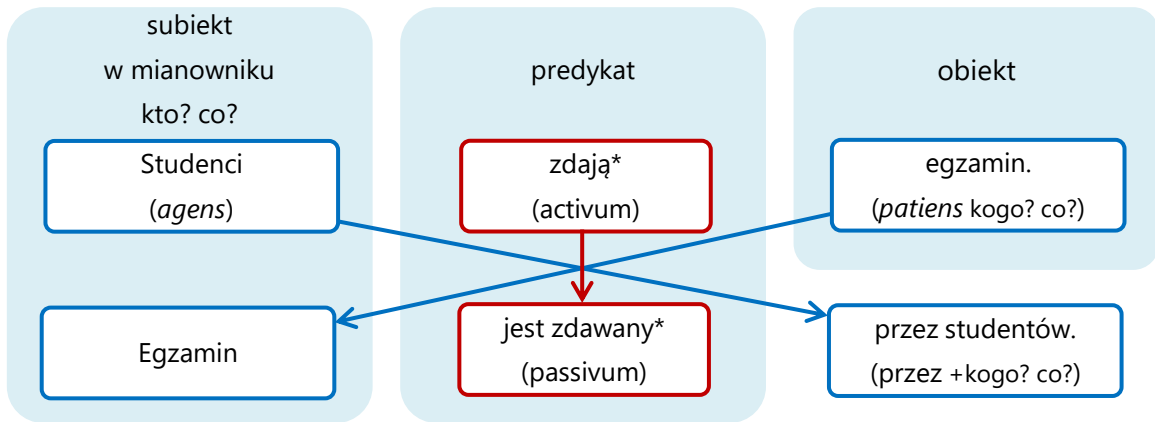 subiekt
w mianowniku
kto? co?
predykat
obiekt
Studenci
(agens)
zdają*
(activum)
egzamin.
(patiens kogo? co?)
Egzamin
jest zdawany*
(passivum)
przez studentów.
(przez +kogo? co?)